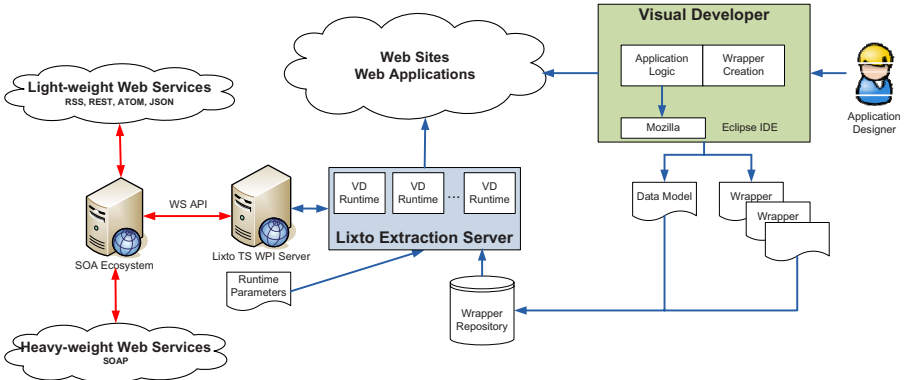 Visual Developer
Web Sites
Web Applications
Application
Logic
Wrapper
Creation
Light-weight Web Services
RSS, REST, ATOM, JSON
Mozilla
Eclipse IDE
Application
Designer
VD
Runtime
VD
Runtime
...
VD
Runtime
Data Model
Wrapper
Wrapper
WS API
Lixto Extraction Server
SOA Ecosystem
Lixto TS WPI Server
Runtime
Parameters
Wrapper
Repository
Heavy-weight Web Services
SOAP